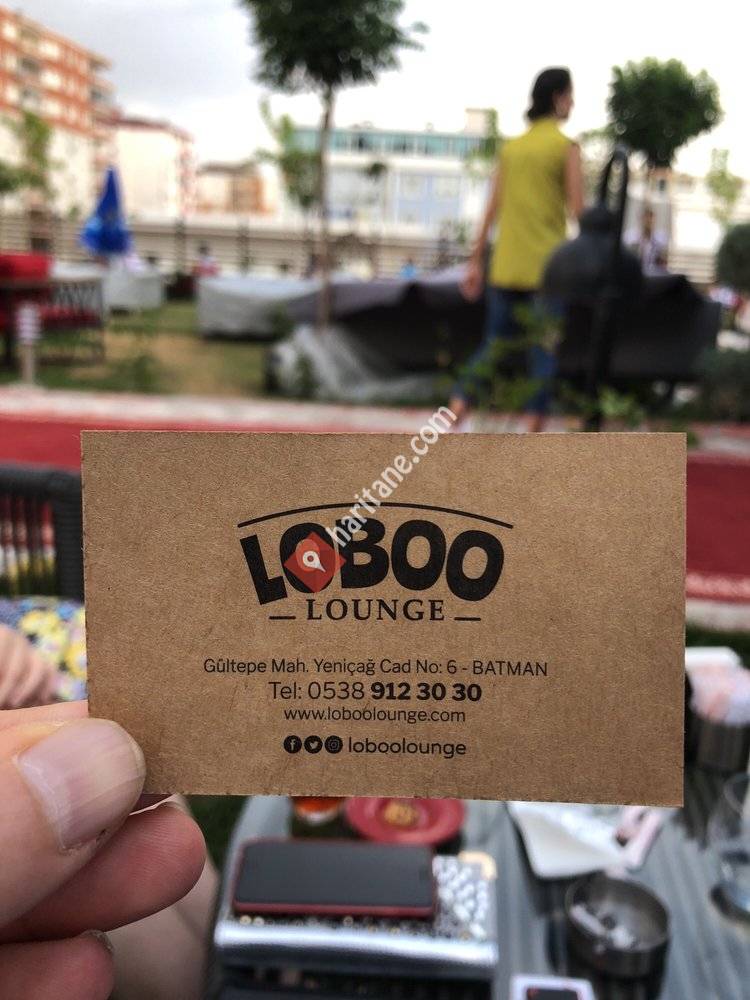 haritane.com
LOBOO
LOUNGE
Gültepe Mah. Yeniçağ Cad No: 6 - BATMAN
Tel: 0538 912 30 30
www.loboolounge.com
loboolounge